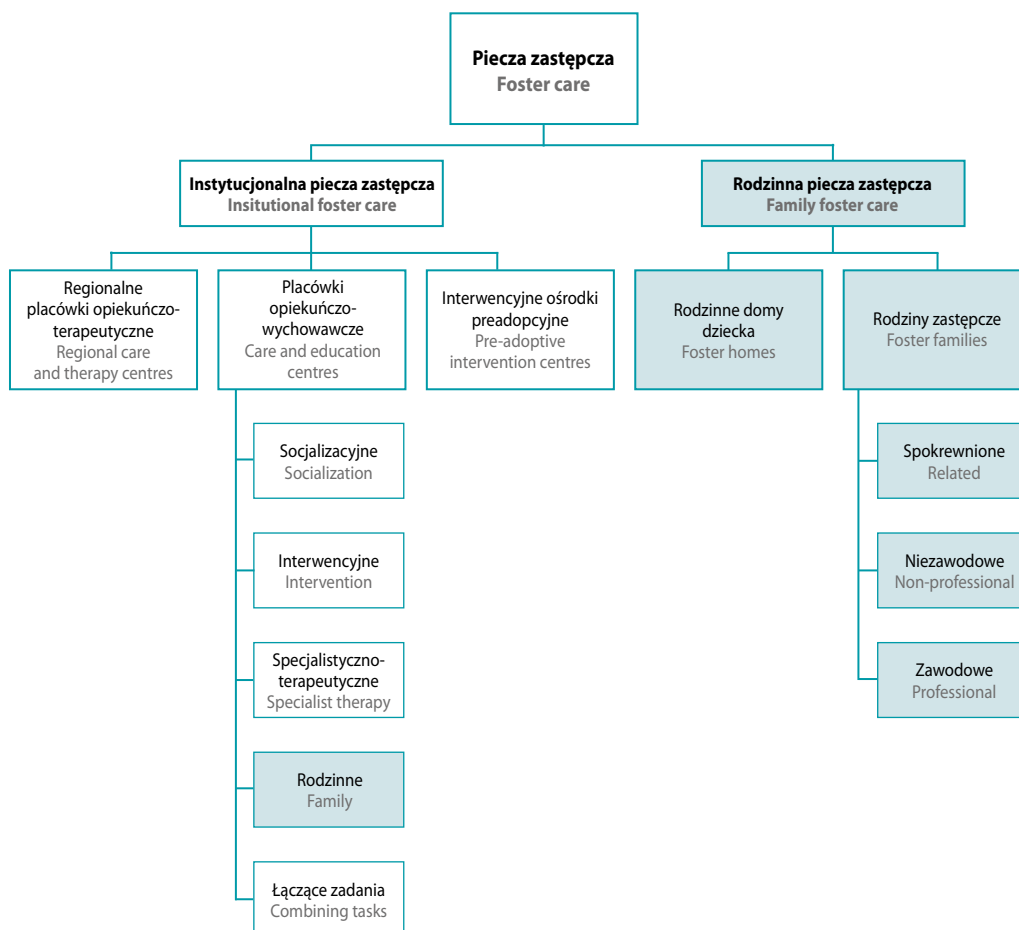 Piecza zastępcza
Foster care
Instytucjonalna piecza zastępcza
Insitutional foster care
Rodzinna piecza zastępcza
Family foster care
Regionalne
placówki opiekuńczo-
terapeutyczne
Regional care
and therapy centres
Placówki
opiekuńczo-
wychowawcze
Care and education
centres
Interwencyjne ośrodki
preadopcyjne
Pre-adoptive
intervention centres
Rodzinne domy
dziecka
Foster homes
Rodziny zastępcze
Foster families
Socjalizacyjne
Socialization
Interwencyjne
Intervention
Specjalistyczno-
terapeutyczne
Specialist therapy
Rodzinne
Family
Łączące zadania
Combining tasks
Spokrewnione
Related
Niezawodowe
Non-professional
Zawodowe
Professional